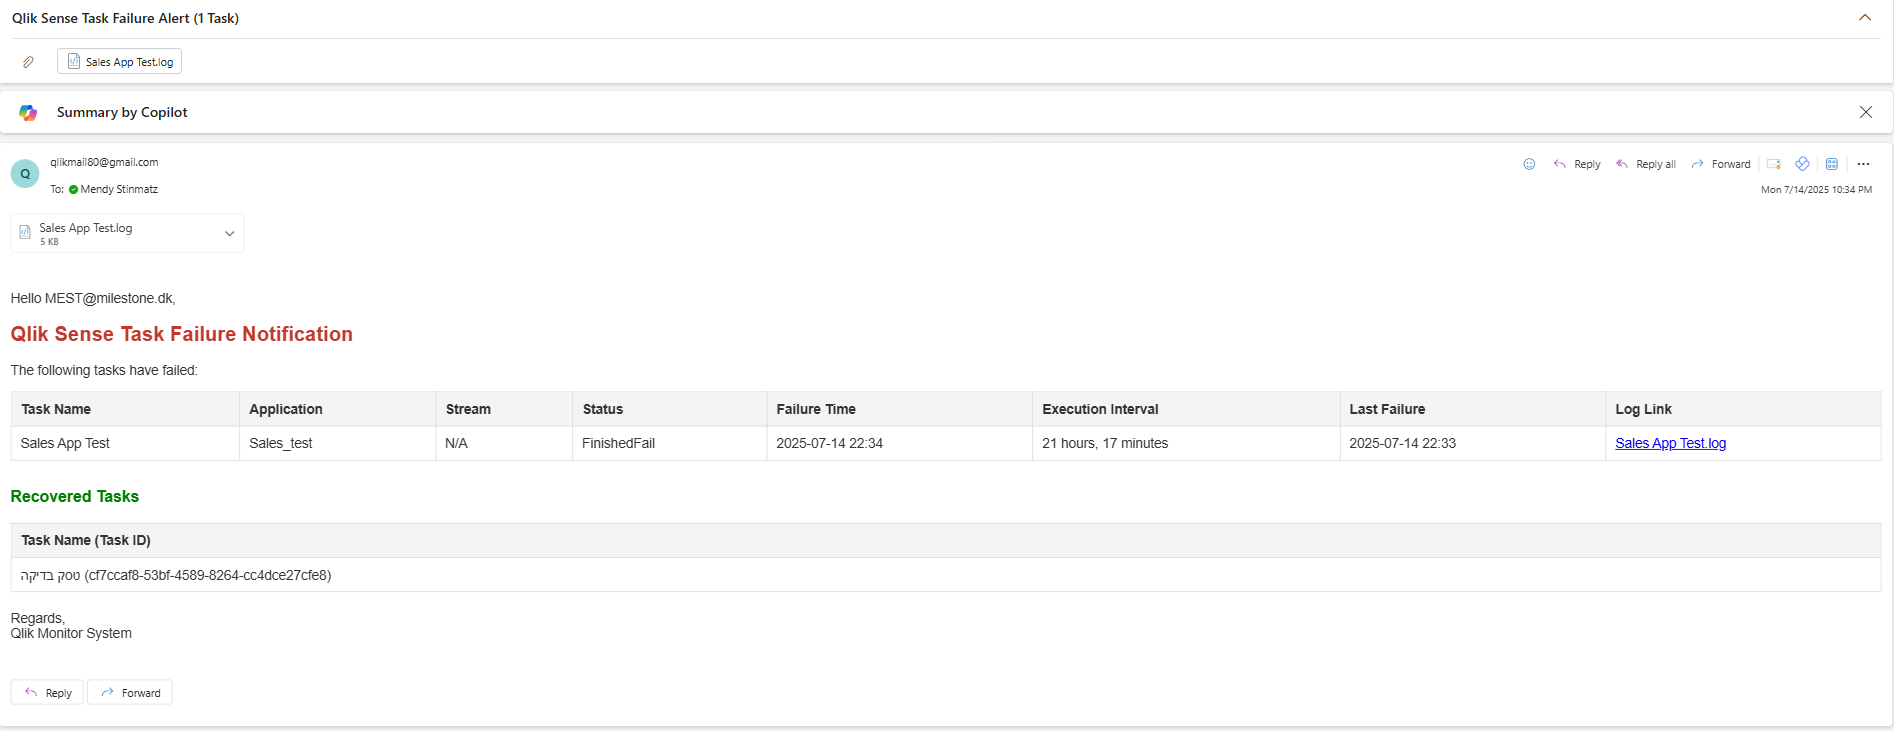 Qlik Sense Task Failure Alert (1 Task)
Sales App Test.log
Summary by Copilot
Q
qlikmail80@gmail.com
Reply
Reply all
Forward
To: Mendy Stinmatz
Mon 7/14/2025 10:34 PM
Sales App Test.log
5 KB
Hello MEST@milestone.dk,
Qlik Sense Task Failure Notification
The following tasks have failed:
Task Name Application Stream Status Failure Time Execution Interval Last Failure Log Link
Sales App Test Sales_test N/A FinishedFail 2025-07-14 22:34 21 hours, 17 minutes 2025-07-14 22:33 Sales App Test.log
Recovered Tasks
Task Name (Task ID)
טסק בדיקה (cf7ccaf8-53bf-4589-8264-cc4dce27cfe8)
Regards,
Qlik Monitor System
Reply
Forward